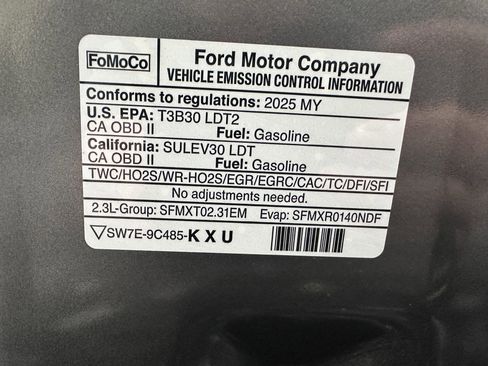 FoMoCo
Ford Motor Company
VEHICLE EMISSION CONTROL INFORMATION
Conforms to regulations: 2025 MY
U.S. EPA: T3B30 LDT2
CA OBD II Fuel: Gasoline
California: SULEV30 LDT
CA OBD II Fuel: Gasoline
TWC/HO2S/WR-HO2S/EGR/EGRC/CAC/TC/DFI/SFI
No adjustments needed.
2.3L-Group: SFMXT02.31EM Evap: SFMXR0140NDF
SW7E-9C485-K X U